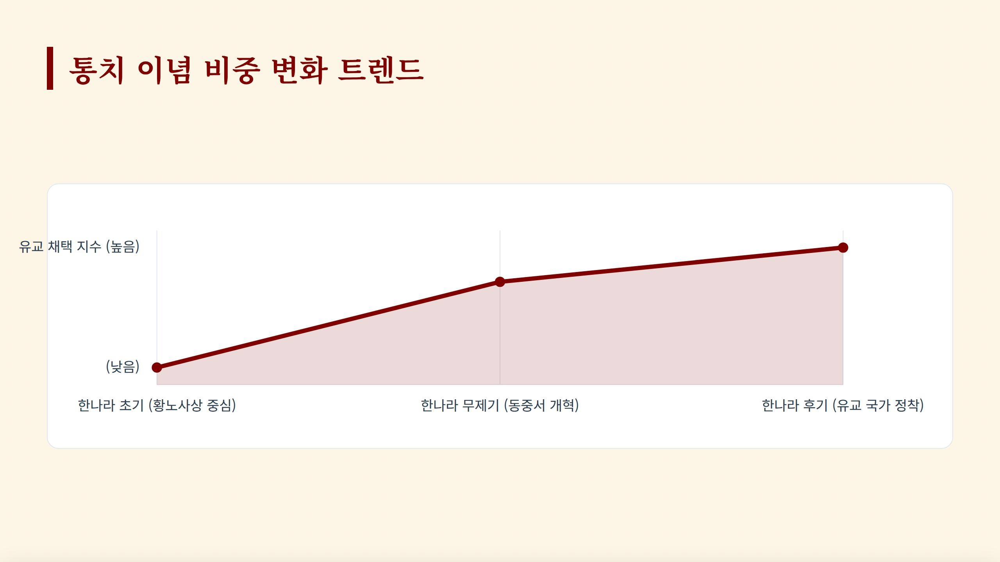 통치 이념 비중 변화 트렌드
유교 채택 지수 (높음)
(낮음)
한나라 초기 (황노사상 중심)
한나라 무제기 (동중서 개혁)
한나라 후기 (유교 국가 정착)